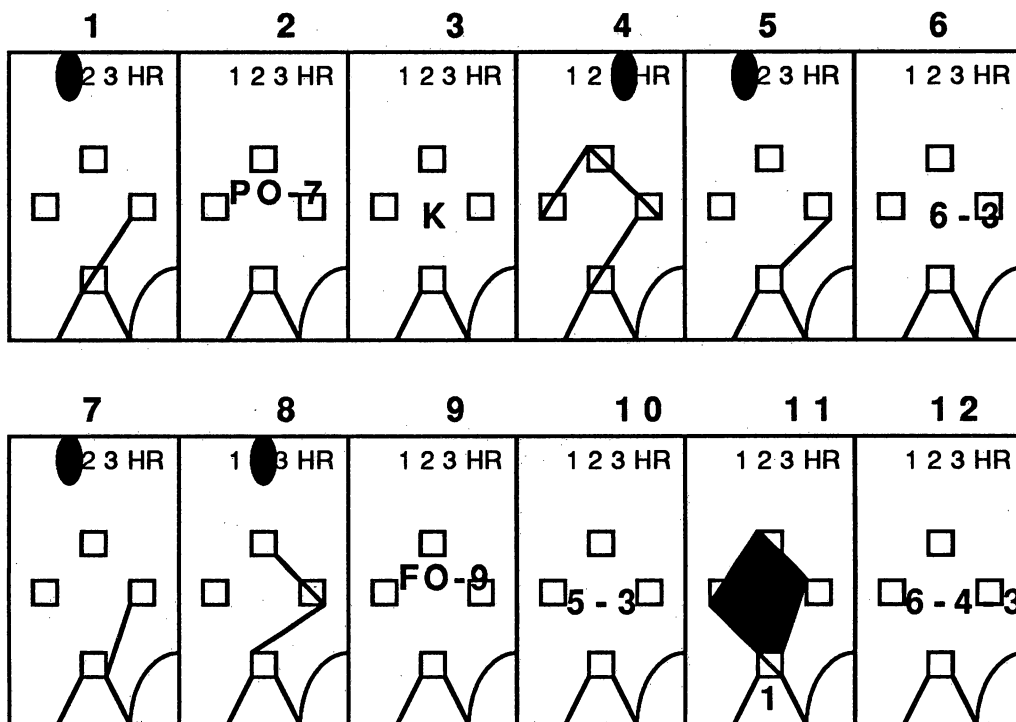 1 2 3 4 5 6
2 3 HR 1 2 3 HR 1 2 3 HR 1 2 HR 2 3 HR 1 2 3 HR
PO-7
K 6 - 3
7 8 9 10 11 12
2 3 HR 1 3 HR 1 2 3 HR 1 2 3 HR 1 2 3 HR 1 2 3 HR
FO-9
5 - 3 6 - 4 - 3
1